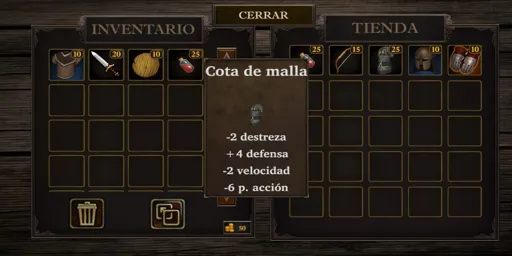 CERRAR
INVENTARIO
TIENDA
10 20 10 25
25 15 25 10 10
Cota de malla
-2 destreza
+4 defensa
-2 velocidad
-6 p. acción
50